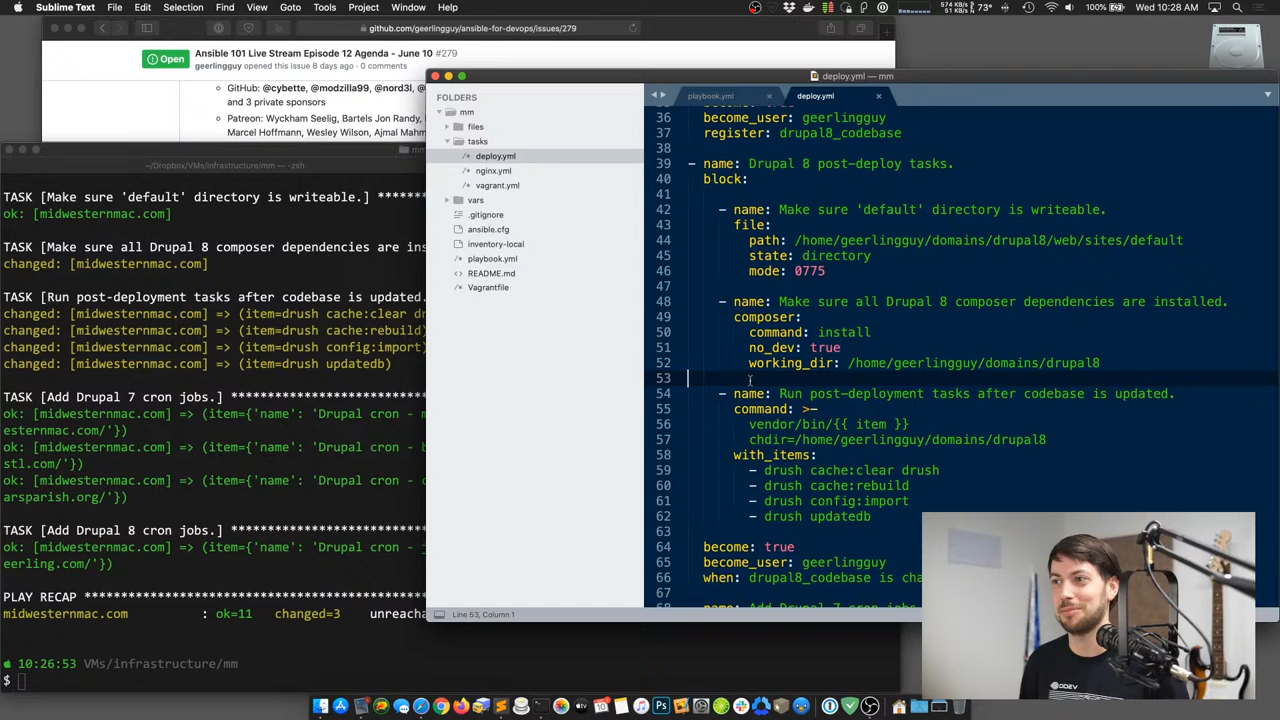 Sublime Text File Edit Selection Find View Goto Tools Project Window Help
574 KB 51 KB 73° 100% Wed 10:28 AM
github.com/geerlingguy/ansible-for-devops/issues/279
Open
Ansible 101 Live Stream Episode 12 Agenda - June 10 #279
geerlingguy opened this issue 8 days ago · 0 comments
GitHub: @cybette, @modzilla99, @nord3l,
and 3 private sponsors
Patreon: Wyckham Seelig, Bartels Jon Randy,
Marcel Hoffmann, Wesley Wilson, Ajmal
~/Dropbox/VMs/infrastructure/mm — -zsh
TASK [Make sure 'default' directory is writeable.]
ok: [midwesternmac.com]
TASK [Make sure all Drupal 8 composer dependencies are ins
changed: [midwesternmac.com]
TASK [Run post-deployment tasks after codebase is updated.
changed: [midwesternmac.com] => (item=drush cache:clear dr
changed: [midwesternmac.com] => (item=drush cache:rebuild)
changed: [midwesternmac.com] => (item=drush config:import)
changed: [midwesternmac.com] => (item=drush updatedb)
TASK [Add Drupal 7 cron jobs.]
ok: [midwesternmac.com] => (item={'name': 'Drupal cron - m
esternmac.com/'})
ok: [midwesternmac.com] => (item={'name': 'Drupal cron -
stl.com/'})
ok: [midwesternmac.com] => (item={'name': 'Drupal cron -
arsparish.org/'})
TASK [Add Drupal 8 cron jobs.]
ok: [midwesternmac.com] => (item={'name': 'Drupal cron - j
eerling.com/'})
PLAY RECAP
midwesternmac.com : ok=11 changed=3 unreacha
10:26:53 VMs/infrastructure/mm
$
deploy.yml — mm
FOLDERS
mm
files
tasks
deploy.yml
nginx.yml
vagrant.yml
vars
.gitignore
ansible.cfg
inventory-local
playbook.yml
README.md
Vagrantfile
playbook.yml deploy.yml
36 become_user: geerlingguy
37 register: drupal8_codebase
38
39 - name: Drupal 8 post-deploy tasks.
40 block:
41
42 - name: Make sure 'default' directory is writeable.
43 file:
44 path: /home/geerlingguy/domains/drupal8/web/sites/default
45 state: directory
46 mode: 0775
47
48 - name: Make sure all Drupal 8 composer dependencies are installed.
49 composer:
50 command: install
51 no_dev: true
52 working_dir: /home/geerlingguy/domains/drupal8
53
54 - name: Run post-deployment tasks after codebase is updated.
55 command: >-
56 vendor/bin/{{ item }}
57 chdir=/home/geerlingguy/domains/drupal8
58 with_items:
59 - drush cache:clear drush
60 - drush cache:rebuild
61 - drush config:import
62 - drush updatedb
63
64 become: true
65 become_user: geerlingguy
66 when: drupal8_codebase is cha
67
Line 53, Column 1